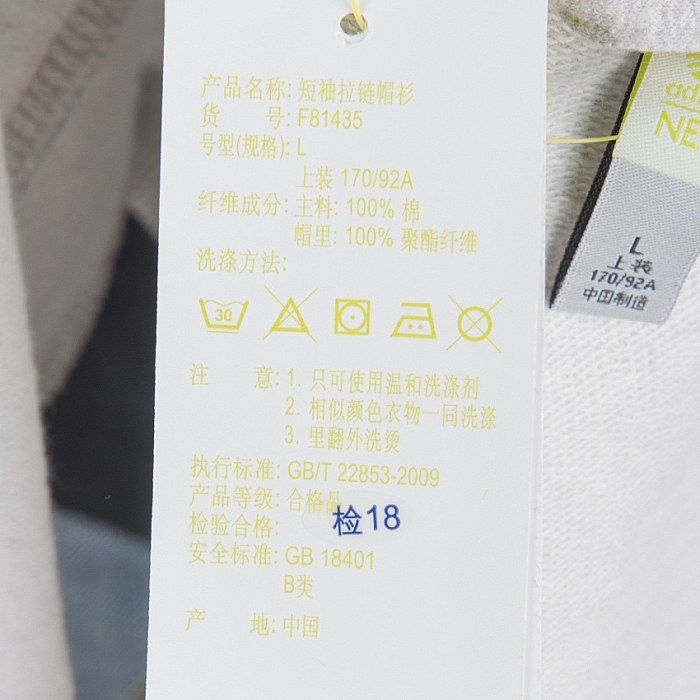 产品名称: 短袖拉链帽衫
货 号: F81435
号型(规格): L
上装 170/92A
纤维成分: 主料: 100% 棉
帽里: 100% 聚酯纤维
洗涤方法:
30
注 意: 1. 只可使用温和洗涤剂
2. 相似颜色衣物一同洗涤
3. 里翻外洗烫
执行标准: GB/T 22853-2009
产品等级: 合格品
检验合格: 检18
安全标准: GB 18401
B类
产 地: 中国
NE
L
上装
170/92A
中国制造